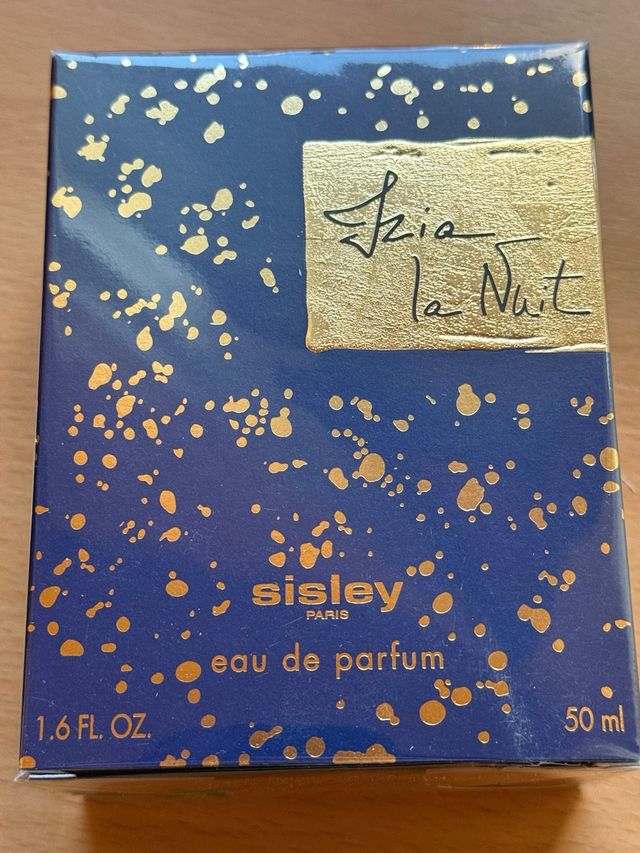 Izia
la Nuit
sisley
PARIS
eau de parfum
1.6 FL. OZ.
50 ml